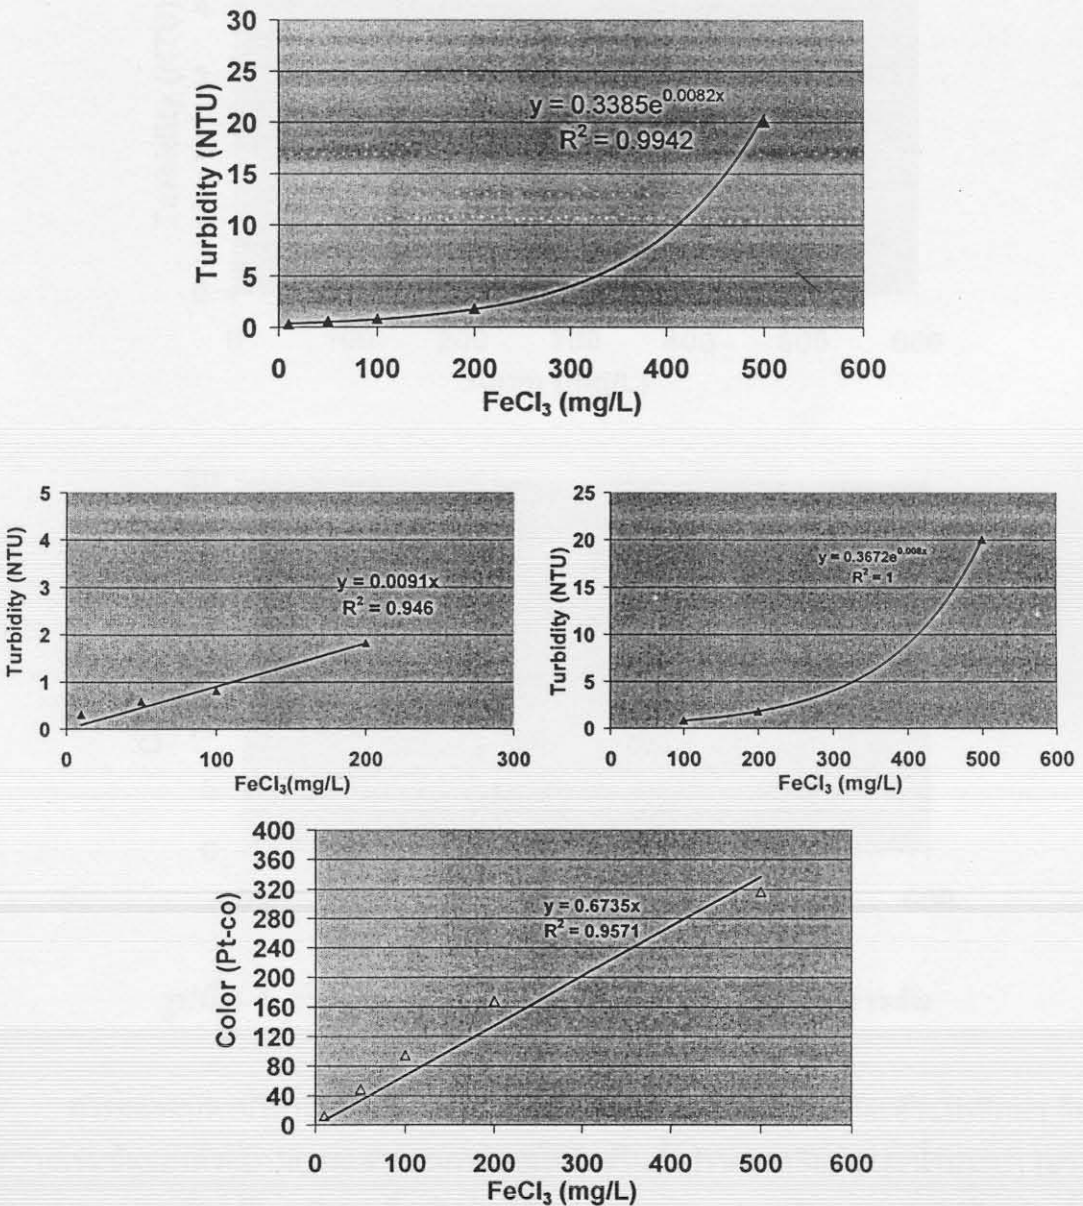 30
25
20
15
10
5
0
Turbidity (NTU)
y = 0.3385e^0.0082x
R² = 0.9942
0 100 200 300 400 500 600
FeCl₃ (mg/L)
5
4
3
2
1
0
Turbidity (NTU)
y = 0.0091x
R² = 0.946
0 100 200 300
FeCl₃(mg/L)
25
20
15
10
5
0
Turbidity (NTU)
y = 0.3672e^0.008x
R² = 1
0 100 200 300 400 500 600
FeCl₃ (mg/L)
400
360
320
280
240
200
160
120
80
40
0
Color (Pt-co)
y = 0.6735x
R² = 0.9571
0 100 200 300 400 500 600
FeCl₃ (mg/L)